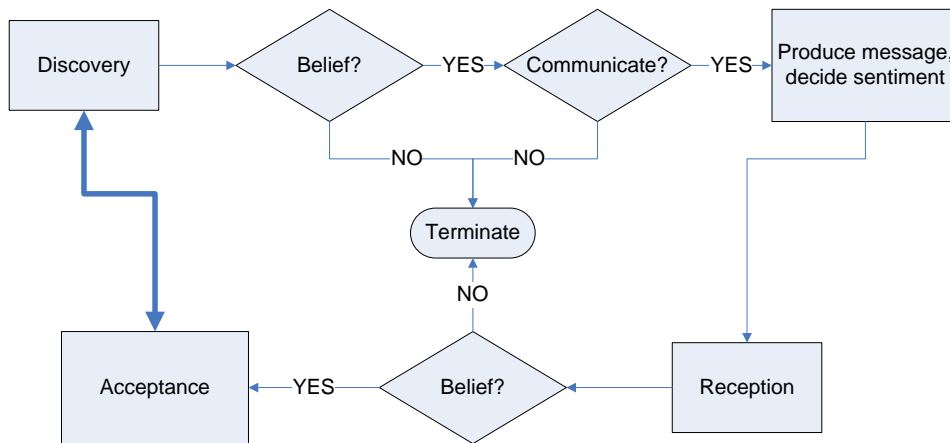 Discovery
Belief?
YES
Communicate?
YES
Produce message,
decide sentiment
NO
NO
Terminate
NO
Acceptance
YES
Belief?
Reception